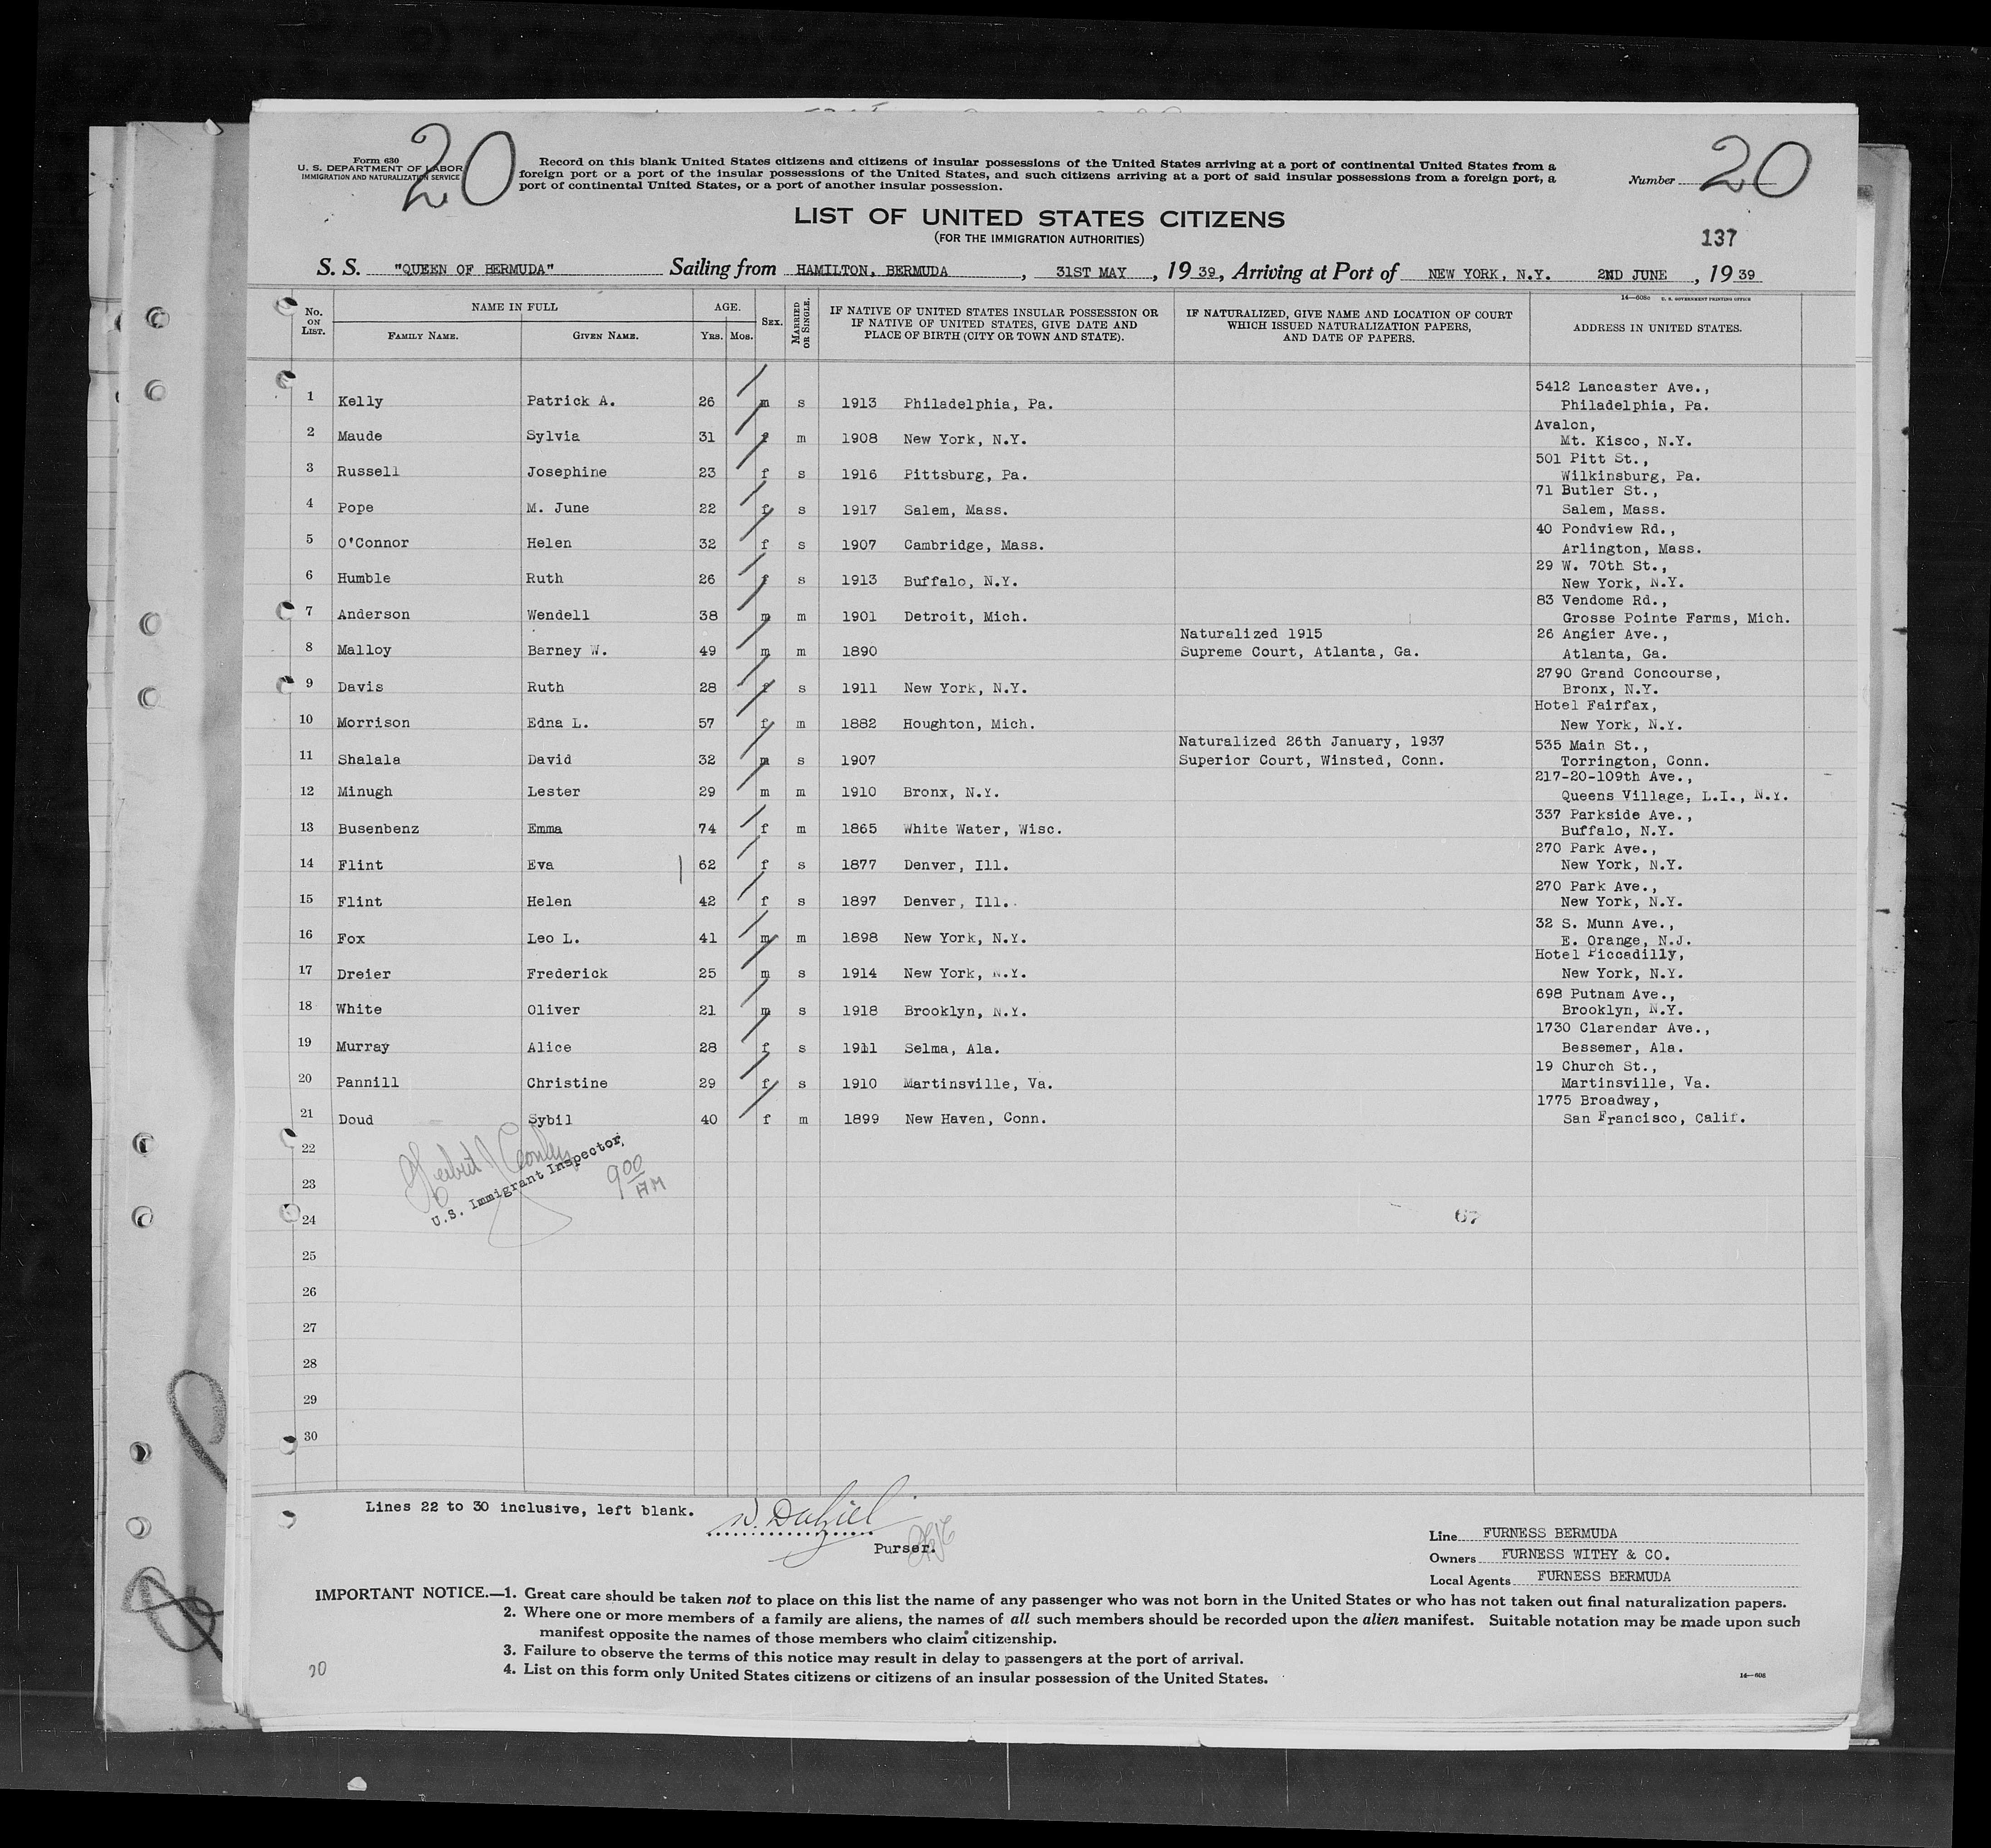 20
20
Form 630
U. S. DEPARTMENT OF LABOR
IMMIGRATION AND NATURALIZATION SERVICE
Record on this blank United States citizens and citizens of insular possessions of the United States arriving at a port of continental United States from a
foreign port or a port of the insular possessions of the United States, and such citizens arriving at a port of said insular possessions from a foreign port, a
port of continental United States, or a port of another insular possession.
Number
LIST OF UNITED STATES CITIZENS
(FOR THE IMMIGRATION AUTHORITIES)
137
S. S. "QUEEN OF BERMUDA" Sailing from HAMILTON, BERMUDA, 31ST MAY, 1939, Arriving at Port of NEW YORK, N.Y. 2ND JUNE, 1939
14—608c U. S. GOVERNMENT PRINTING OFFICE
No. ON LIST.
NAME IN FULL
FAMILY NAME.
GIVEN NAME.
AGE.
YRS. MOS.
SEX.
MARRIED OR SINGLE.
IF NATIVE OF UNITED STATES INSULAR POSSESSION OR
IF NATIVE OF UNITED STATES, GIVE DATE AND
PLACE OF BIRTH (CITY OR TOWN AND STATE).
IF NATURALIZED, GIVE NAME AND LOCATION OF COURT
WHICH ISSUED NATURALIZATION PAPERS,
AND DATE OF PAPERS.
ADDRESS IN UNITED STATES.
1 Kelly Patrick A. 26 m s 1913 Philadelphia, Pa. 5412 Lancaster Ave.,
Philadelphia, Pa.
2 Maude Sylvia 31 f m 1908 New York, N.Y. Avalon,
Mt. Kisco, N.Y.
3 Russell Josephine 23 f s 1916 Pittsburg, Pa. 501 Pitt St.,
Wilkinsburg, Pa.
4 Pope M. June 22 f s 1917 Salem, Mass. 71 Butler St.,
Salem, Mass.
5 O'Connor Helen 32 f s 1907 Cambridge, Mass. 40 Pondview Rd.,
Arlington, Mass.
6 Humble Ruth 26 f s 1913 Buffalo, N.Y. 29 W. 70th St.,
New York, N.Y.
7 Anderson Wendell 38 m m 1901 Detroit, Mich. 83 Vendome Rd.,
Grosse Pointe Farms, Mich.
8 Malloy Barney W. 49 m m 1890 Naturalized 1915
Supreme Court, Atlanta, Ga. 26 Angier Ave.,
Atlanta, Ga.
9 Davis Ruth 28 f s 1911 New York, N.Y. 2790 Grand Concourse,
Bronx, N.Y.
10 Morrison Edna L. 57 f m 1882 Houghton, Mich. Hotel Fairfax,
New York, N.Y.
11 Shalala David 32 m s 1907 Naturalized 26th January, 1937
Superior Court, Winsted, Conn. 535 Main St.,
Torrington, Conn.
12 Minugh Lester 29 m m 1910 Bronx, N.Y. 217-20-109th Ave.,
Queens Village, L.I., N.Y.
13 Busenbenz Emma 74 f m 1865 White Water, Wisc. 337 Parkside Ave.,
Buffalo, N.Y.
14 Flint Eva 62 f s 1877 Denver, Ill. 270 Park Ave.,
New York, N.Y.
15 Flint Helen 42 f s 1897 Denver, Ill. 270 Park Ave.,
New York, N.Y.
16 Fox Leo L. 41 m m 1898 New York, N.Y. 32 S. Munn Ave.,
E. Orange, N.J.
17 Dreier Frederick 25 m s 1914 New York, N.Y. Hotel Piccadilly,
New York, N.Y.
18 White Oliver 21 m s 1918 Brooklyn, N.Y. 698 Putnam Ave.,
Brooklyn, N.Y.
19 Murray Alice 28 f s 1911 Selma, Ala. 1730 Clarendar Ave.,
Bessemer, Ala.
20 Pannill Christine 29 f s 1910 Martinsville, Va. 19 Church St.,
Martinsville, Va.
21 Doud Sybil 40 f m 1899 New Haven, Conn. 1775 Broadway,
San Francisco, Calif.
22
U.S. Immigrant Inspector.
9 00 AM
23
24
67
25
26
27
28
29
30
Lines 22 to 30 inclusive, left blank.
Purser.
Line FURNESS BERMUDA
Owners FURNESS WITHY & CO.
Local Agents FURNESS BERMUDA
IMPORTANT NOTICE.—1. Great care should be taken not to place on this list the name of any passenger who was not born in the United States or who has not taken out final naturalization papers.
2. Where one or more members of a family are aliens, the names of all such members should be recorded upon the alien manifest. Suitable notation may be made upon such
manifest opposite the names of those members who claim citizenship.
3. Failure to observe the terms of this notice may result in delay to passengers at the port of arrival.
4. List on this form only United States citizens or citizens of an insular possession of the United States.
20
14—608